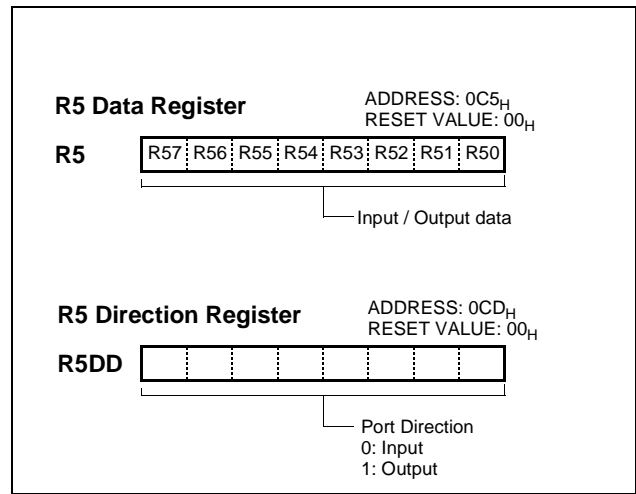 R5 Data Register
ADDRESS: 0C5H
RESET VALUE: 00H
R5
R57 R56 R55 R54 R53 R52 R51 R50
Input / Output data
R5 Direction Register
ADDRESS: 0CDH
RESET VALUE: 00H
R5DD
Port Direction
0: Input
1: Output